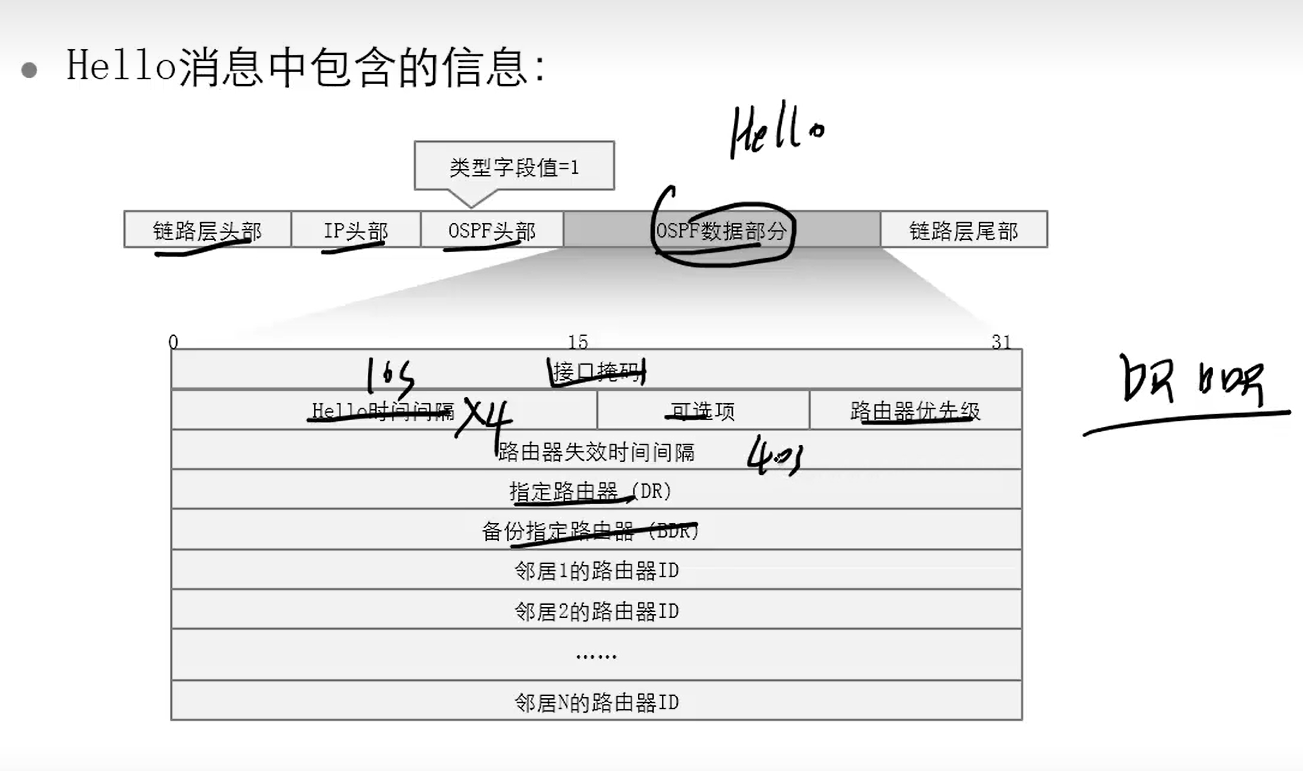 • Hello消息中包含的信息:
Hello
类型字段值=1
链路层头部 IP头部 OSPF头部 OSPF数据部分 链路层尾部
0 15 31
10s 接口掩码
DR BDR
Hello时间间隔 ×4 可选项 路由器优先级
路由器失效时间间隔 40s
指定路由器 (DR)
备份指定路由器 (BDR)
邻居1的路由器ID
邻居2的路由器ID
......
邻居N的路由器ID